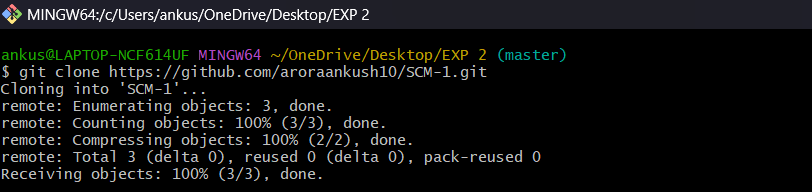 MINGW64:/c/Users/ankus/OneDrive/Desktop/EXP 2
ankus@LAPTOP-NCF614UF MINGW64 ~/OneDrive/Desktop/EXP 2 (master)
$ git clone https://github.com/aroraankush10/SCM-1.git
Cloning into 'SCM-1'...
remote: Enumerating objects: 3, done.
remote: Counting objects: 100% (3/3), done.
remote: Compressing objects: 100% (2/2), done.
remote: Total 3 (delta 0), reused 0 (delta 0), pack-reused 0
Receiving objects: 100% (3/3), done.